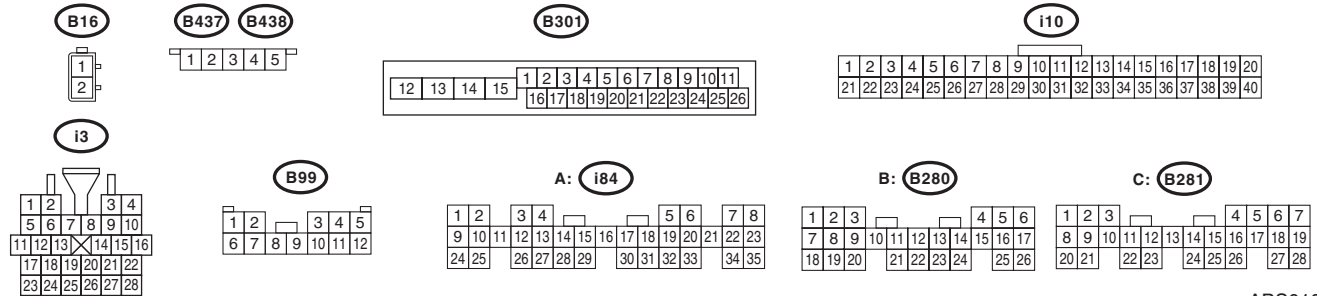 B16
B437 B438
B301
i10
1
2
1 2 3 4 5
12 13 14 15
1 2 3 4 5 6 7 8 9 10 11
16 17 18 19 20 21 22 23 24 25 26
1 2 3 4 5 6 7 8 9 10 11 12 13 14 15 16 17 18 19 20
21 22 23 24 25 26 27 28 29 30 31 32 33 34 35 36 37 38 39 40
i3
1 2 3 4
5 6 7 8 9 10
11 12 13 14 15 16
17 18 19 20 21 22
23 24 25 26 27 28
B99
1 2 3 4 5
6 7 8 9 10 11 12
A: i84
1 2 3 4 5 6 7 8
9 10 11 12 13 14 15 16 17 18 19 20 21 22 23
24 25 26 27 28 29 30 31 32 33 34 35
B: B280
1 2 3 4 5 6
7 8 9 10 11 12 13 14 15 16 17
18 19 20 21 22 23 24 25 26
C: B281
1 2 3 4 5 6 7
8 9 10 11 12 13 14 15 16 17 18 19
20 21 22 23 24 25 26 27 28